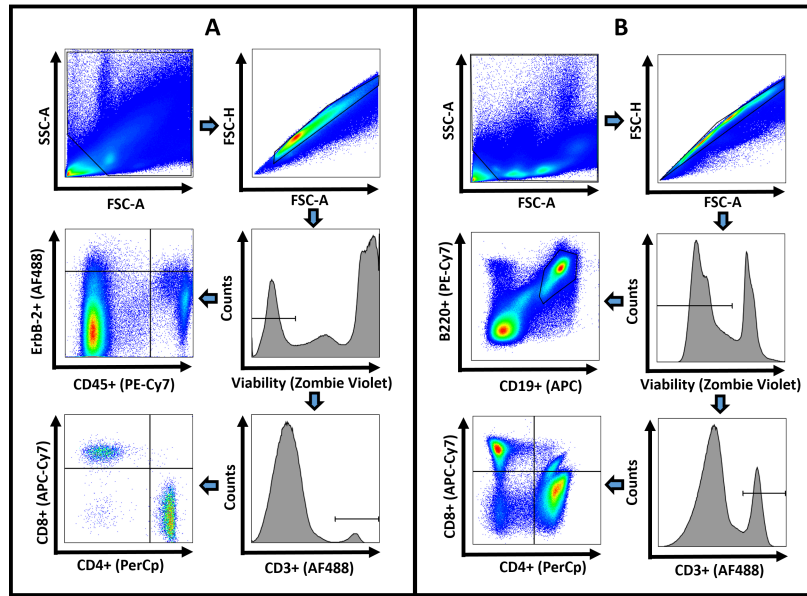 A
SSC-A
FSC-A
FSC-H
FSC-A
ErbB-2+ (AF488)
CD45+ (PE-Cy7)
Counts
Viability (Zombie Violet)
CD8+ (APC-Cy7)
CD4+ (PerCp)
Counts
CD3+ (AF488)
B
SSC-A
FSC-A
FSC-H
FSC-A
B220+ (PE-Cy7)
CD19+ (APC)
Counts
Viability (Zombie Violet)
CD8+ (APC-Cy7)
CD4+ (PerCp)
Counts
CD3+ (AF488)